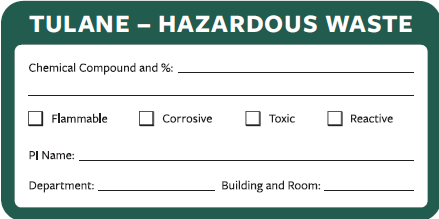 TULANE – HAZARDOUS WASTE
Chemical Compound and %:
Flammable Corrosive Toxic Reactive
PI Name:
Department: Building and Room: